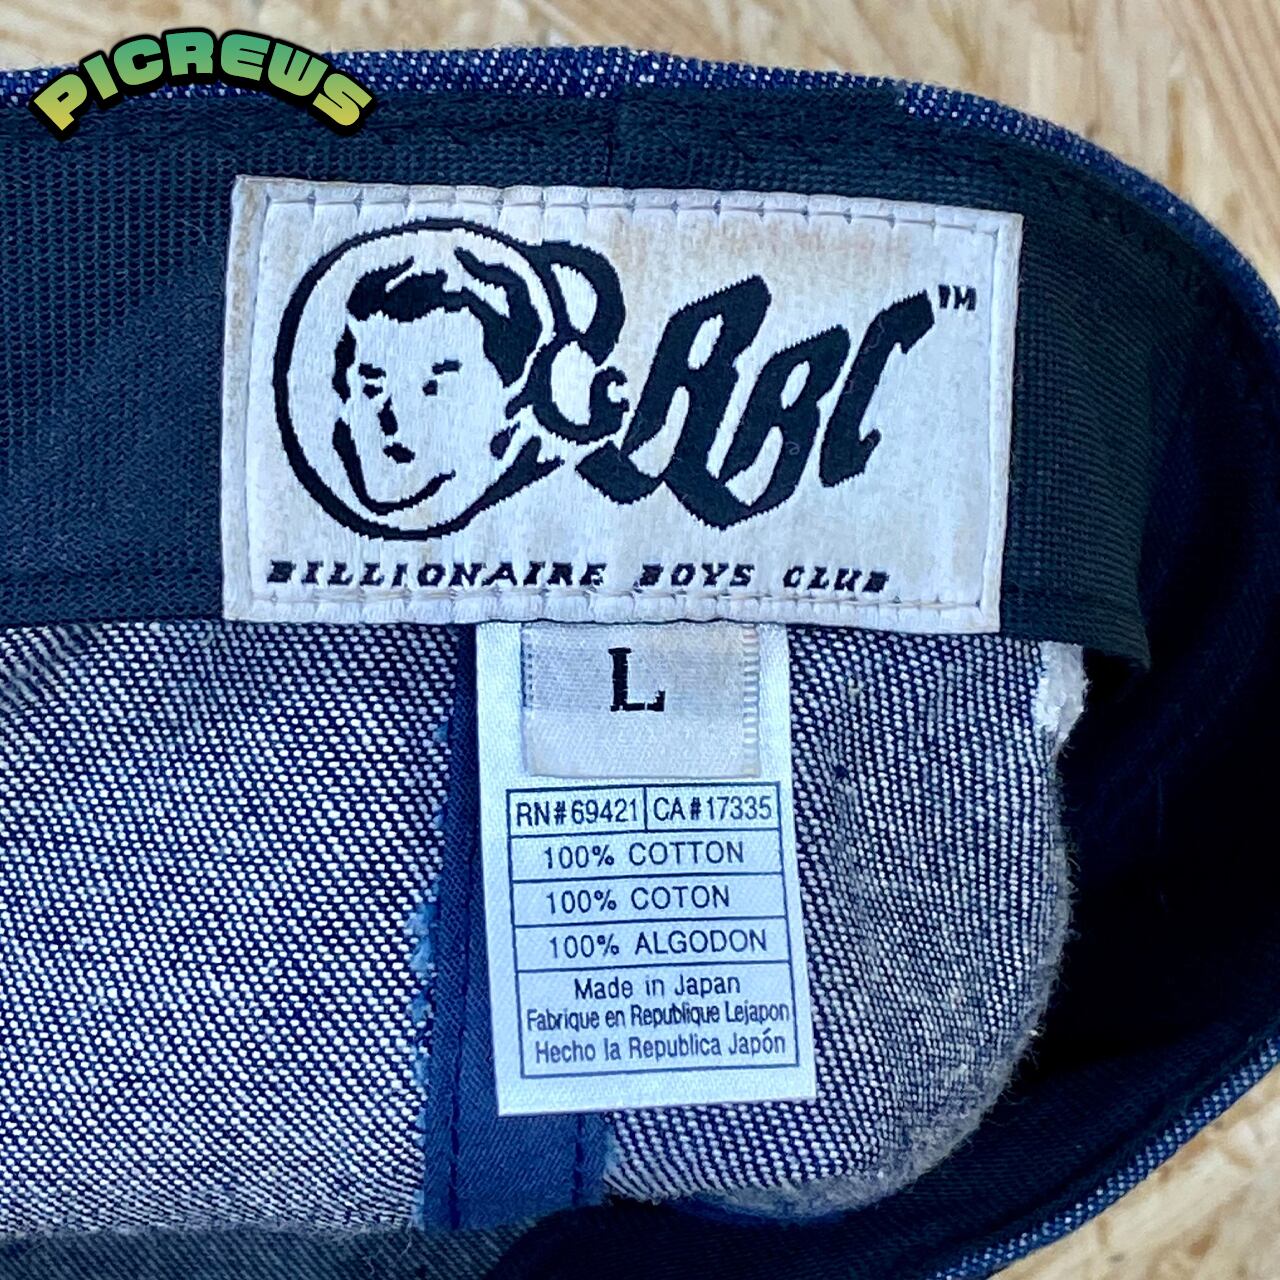 PICREWS
BBC™
BILLIONAIRE BOYS CLUB
L
RN#69421 CA#17335
100% COTTON
100% COTON
100% ALGODON
Made in Japan
Fabrique en Republique Lejapon
Hecho la Republica Japón